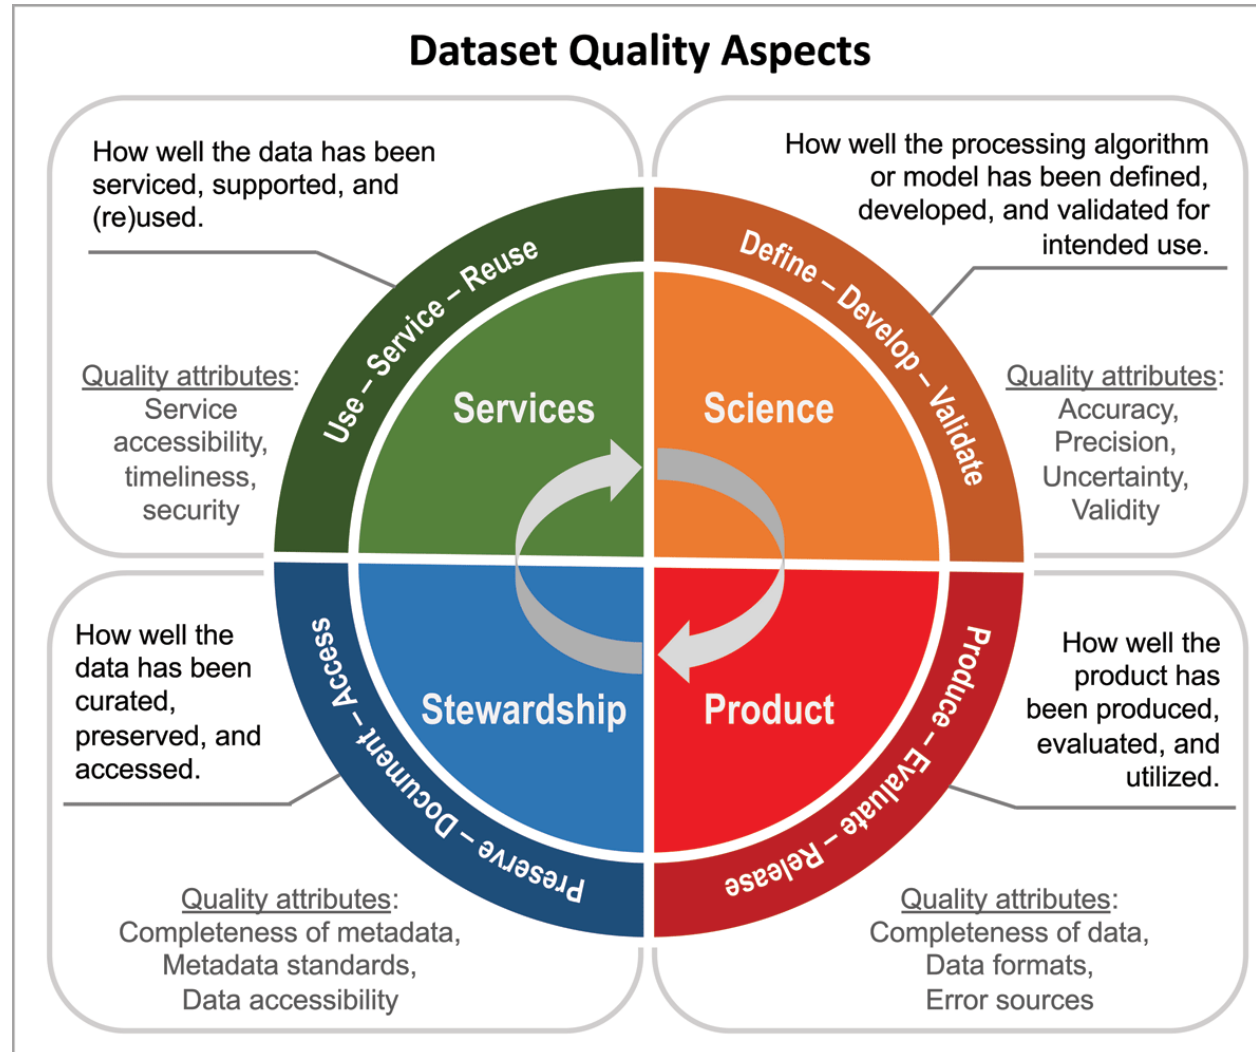 Dataset Quality Aspects
How well the data has been
serviced, supported, and
(re)used.
Use – Service – Reuse
Quality attributes:
Service
accessibility,
timeliness,
security
Services
How well the processing algorithm
or model has been defined,
developed, and validated for
intended use.
Define – Develop – Validate
Quality attributes:
Accuracy,
Precision,
Uncertainty,
Validity
Science
How well the
data has been
curated,
preserved, and
accessed.
Preserve – Document – Access
Stewardship
Quality attributes:
Completeness of metadata,
Metadata standards,
Data accessibility
How well the
product has
been produced,
evaluated, and
utilized.
Produce – Evaluate – Release
Product
Quality attributes:
Completeness of data,
Data formats,
Error sources